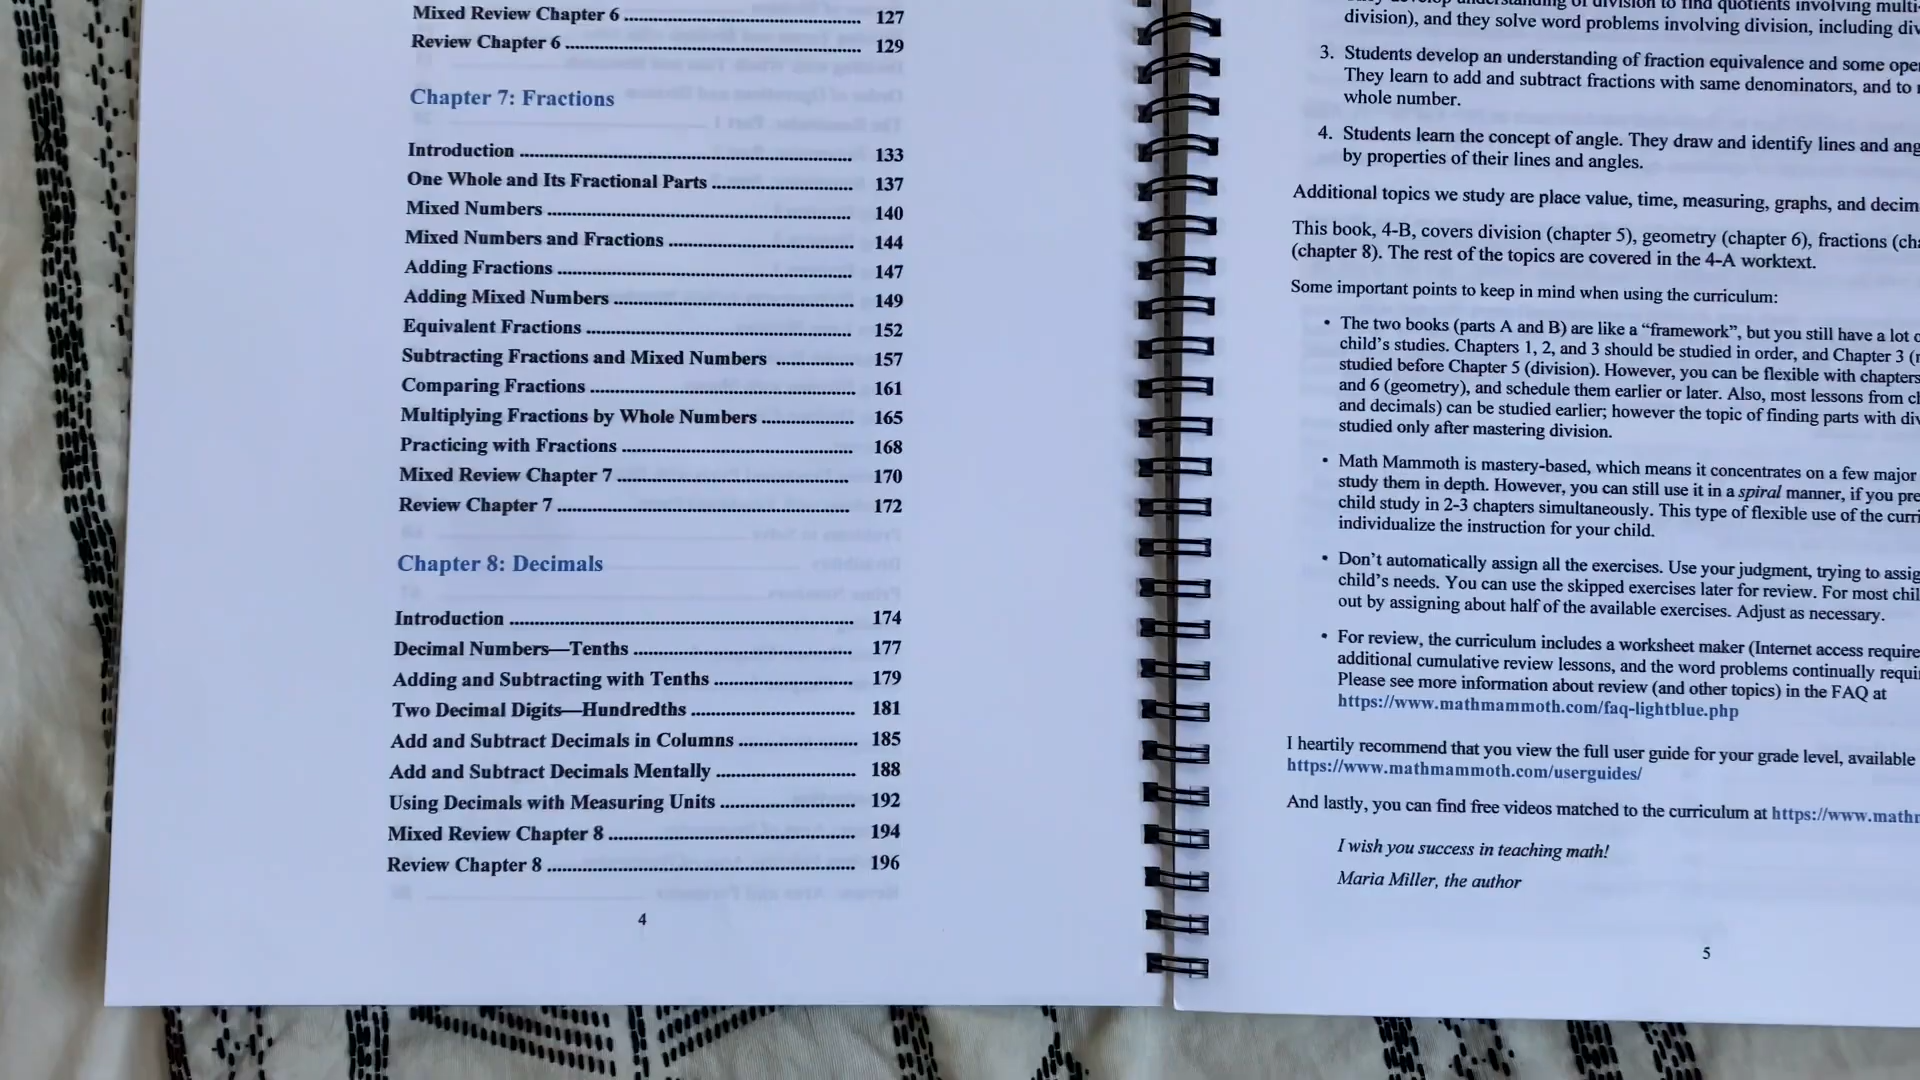 Mixed Review Chapter 6 ........................................................ 127
Review Chapter 6 ...................................................................... 129
Chapter 7: Fractions
Introduction ................................................................................ 133
One Whole and Its Fractional Parts ................................. 137
Mixed Numbers ......................................................................... 140
Mixed Numbers and Fractions ........................................... 144
Adding Fractions ..................................................................... 147
Adding Mixed Numbers ......................................................... 149
Equivalent Fractions ............................................................... 152
Subtracting Fractions and Mixed Numbers ................... 157
Comparing Fractions .............................................................. 161
Multiplying Fractions by Whole Numbers ...................... 165
Practicing with Fractions ...................................................... 168
Mixed Review Chapter 7 ....................................................... 170
Review Chapter 7 ..................................................................... 172
Chapter 8: Decimals
Introduction ................................................................................ 174
Decimal Numbers—Tenths .................................................... 177
Adding and Subtracting with Tenths ................................. 179
Two Decimal Digits—Hundredths ...................................... 181
Add and Subtract Decimals in Columns ........................... 185
Add and Subtract Decimals Mentally ................................ 188
Using Decimals with Measuring Units ............................... 192
Mixed Review Chapter 8 ......................................................... 194
Review Chapter 8 ....................................................................... 196
4
of division to find quotients involving
division), and they solve word problems involving division, including
3. Students develop an understanding of fraction equivalence and some
They learn to add and subtract fractions with same denominators, and to
whole number.
4. Students learn the concept of angle. They draw and identify lines and
by properties of their lines and angles.
Additional topics we study are place value, time, measuring, graphs, and
This book, 4-B, covers division (chapter 5), geometry (chapter 6), fractions
(chapter 8). The rest of the topics are covered in the 4-A worktext.
Some important points to keep in mind when using the curriculum:
• The two books (parts A and B) are like a “framework”, but you still have a lot
child’s studies. Chapters 1, 2, and 3 should be studied in order, and Chapter 3
studied before Chapter 5 (division). However, you can be flexible with chapters
and 6 (geometry), and schedule them earlier or later. Also, most lessons from
and decimals) can be studied earlier; however the topic of finding parts with
studied only after mastering division.
• Math Mammoth is mastery-based, which means it concentrates on a few major
study them in depth. However, you can still use it in a spiral manner, if you
child study in 2-3 chapters simultaneously. This type of flexible use of the
individualize the instruction for your child.
• Don’t automatically assign all the exercises. Use your judgment, trying to
child’s needs. You can use the skipped exercises later for review. For most
out by assigning about half of the available exercises. Adjust as necessary.
• For review, the curriculum includes a worksheet maker (Internet access
additional cumulative review lessons, and the word problems continually
Please see more information about review (and other topics) in the FAQ at
https://www.mathmammoth.com/faq-lightblue.php
I heartily recommend that you view the full user guide for your grade level, available
https://www.mathmammoth.com/userguides/
And lastly, you can find free videos matched to the curriculum at
I wish you success in teaching math!
Maria Miller, the author
5